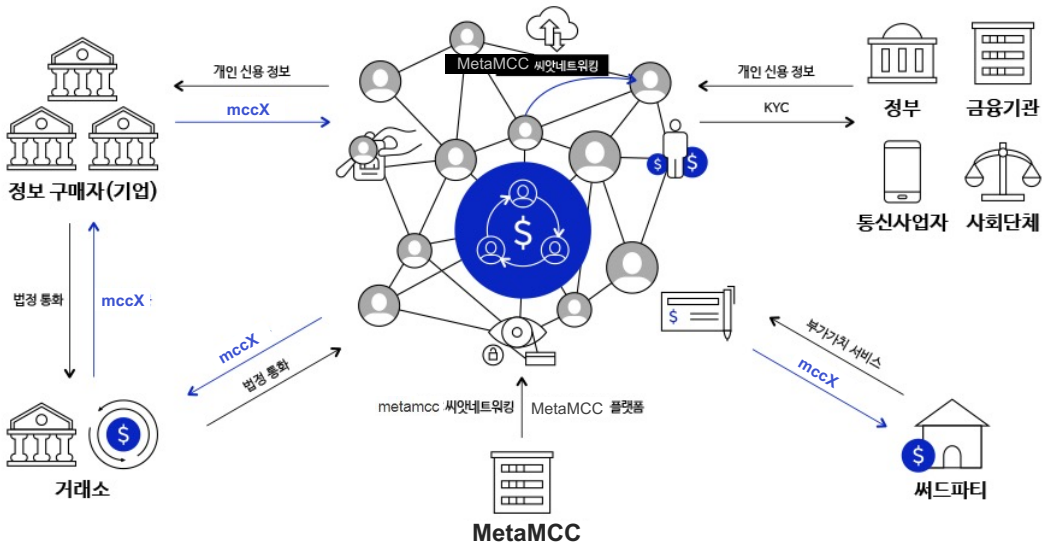 MetaMCC 씨앗네트워킹
개인 신용 정보
mccX
정보 구매자(기업)
개인 신용 정보
KYC
정부
금융기관
통신사업자
사회단체
$
$
$
$
법정 통화
mccX
mccX
법정 통화
부가가치 서비스
mccX
metamcc 씨앗네트워킹
MetaMCC 플랫폼
$
거래소
$
써드파티
MetaMCC